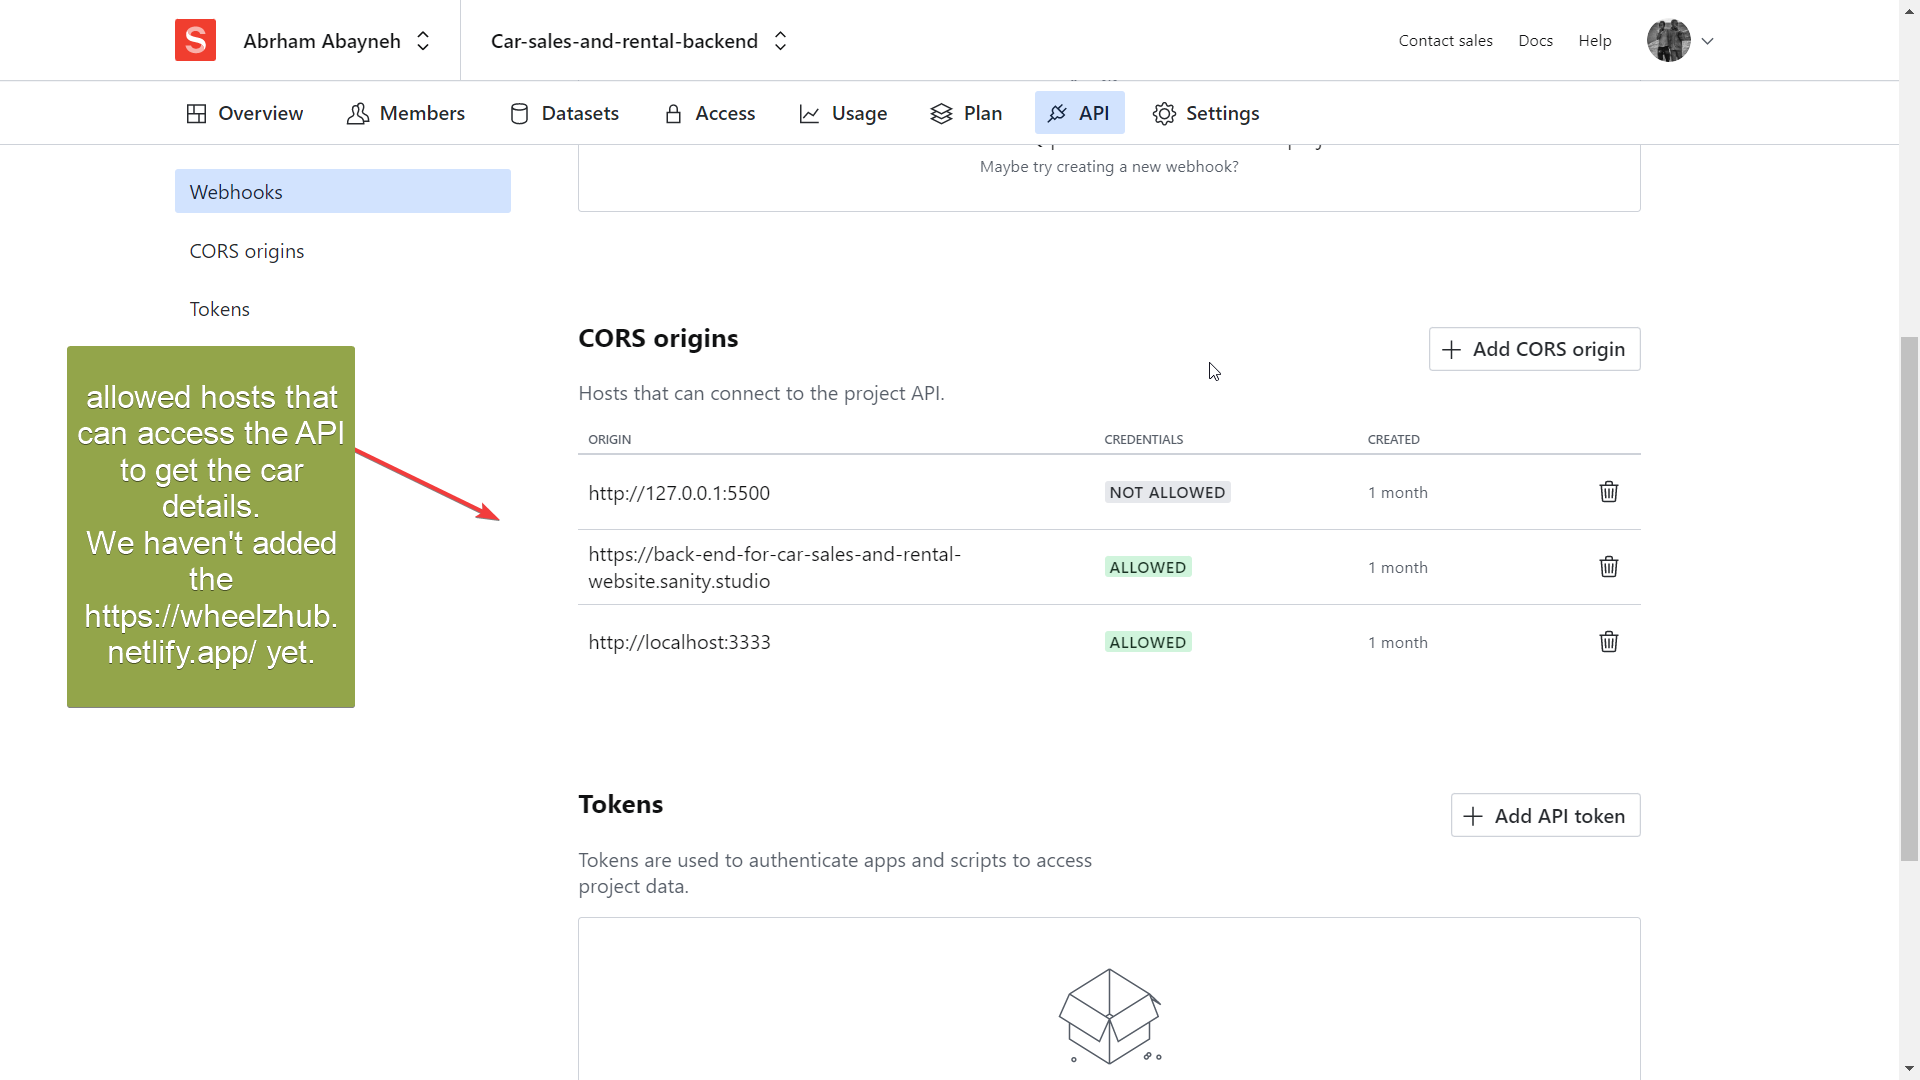 S
Abrham Abayneh
Car-sales-and-rental-backend
Contact sales
Docs
Help
Overview
Members
Datasets
Access
Usage
Plan
API
Settings
Maybe try creating a new webhook?
Webhooks
CORS origins
Tokens
allowed hosts that
can access the API
to get the car
details.
We haven't added
the
https://wheelzhub.
netlify.app/ yet.
CORS origins
Add CORS origin
Hosts that can connect to the project API.
ORIGIN
CREDENTIALS
CREATED
http://127.0.0.1:5500
NOT ALLOWED
1 month
https://back-end-for-car-sales-and-rental-
website.sanity.studio
ALLOWED
1 month
http://localhost:3333
ALLOWED
1 month
Tokens
Add API token
Tokens are used to authenticate apps and scripts to access
project data.